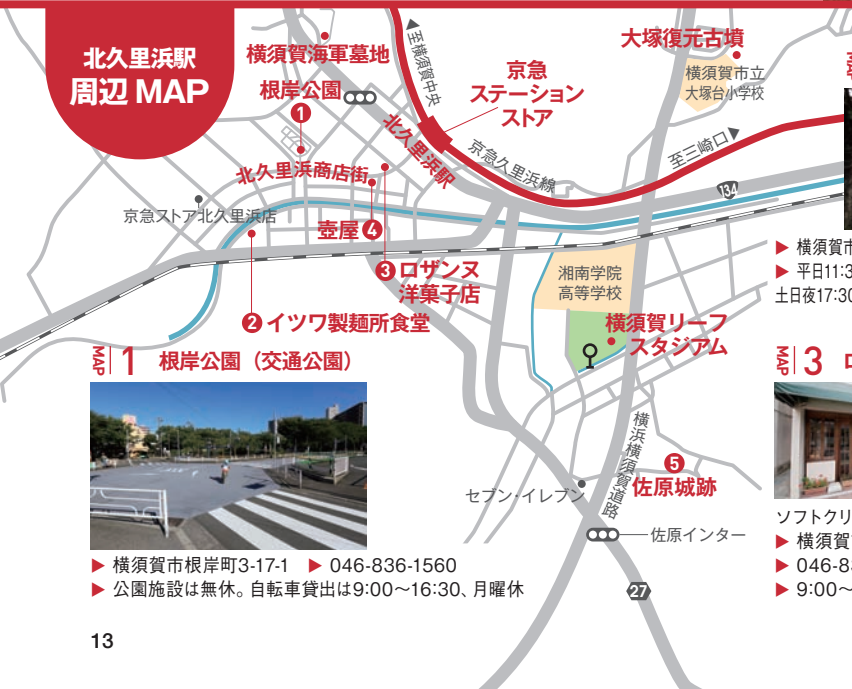 北久里浜駅
周辺 MAP
横須賀海軍墓地
根岸公園
1
▲至横須賀中央
京急
ステーション
ストア
大塚復元古墳
横須賀市立
大塚台小学校
北久里浜駅
京急久里浜線
至三崎口▶
134
北久里浜商店街
京急ストア北久里浜店
壺屋 4
3 ロザンヌ
洋菓子店
2 イツワ製麺所食堂
湘南学院
高等学校
横須賀リーフ
スタジアム
横浜横須賀道路
5
佐原城跡
セブン・イレブン
佐原インター
27
MAP 1 根岸公園（交通公園）
▶ 横須賀市根岸町3-17-1 ▶ 046-836-1560
▶ 公園施設は無休。自転車貸出は9:00〜16:30、月曜休
▶ 横須賀市
▶ 平日11:3
土日夜17:30
MAP 3
ソフトクリ
▶ 横須賀
▶ 046-8
▶ 9:00〜
13